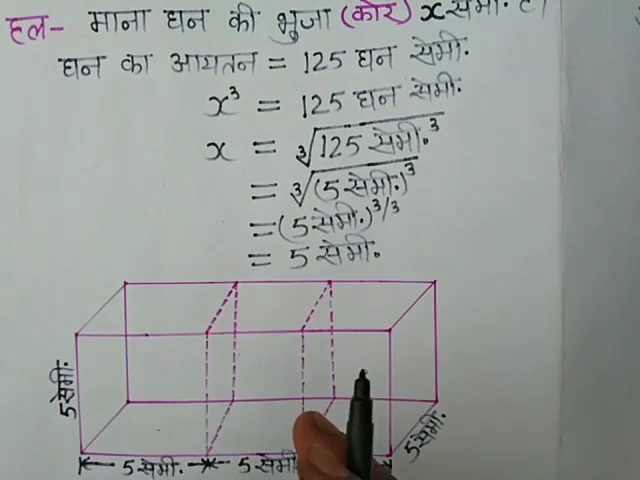 हल- माना घन की भुजा (कोर) x सेमी. है।
घन का आयतन = 125 घन सेमी.
x³ = 125 घन सेमी.
x = ∛125 सेमी.³
= ∛(5 सेमी.)³
= (5 सेमी.)^3/3
= 5 सेमी.
5 सेमी.
5 सेमी.
5 सेमी. 5 सेमी